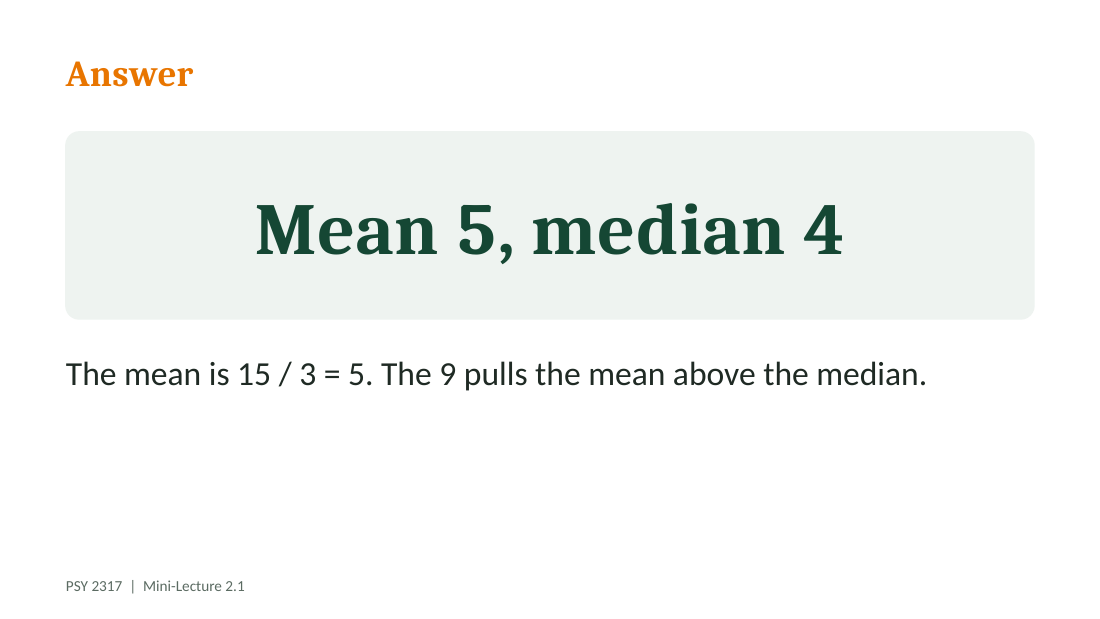 Answer
Mean 5, median 4
The mean is 15 / 3 = 5. The 9 pulls the mean above the median.
PSY 2317 | Mini-Lecture 2.1